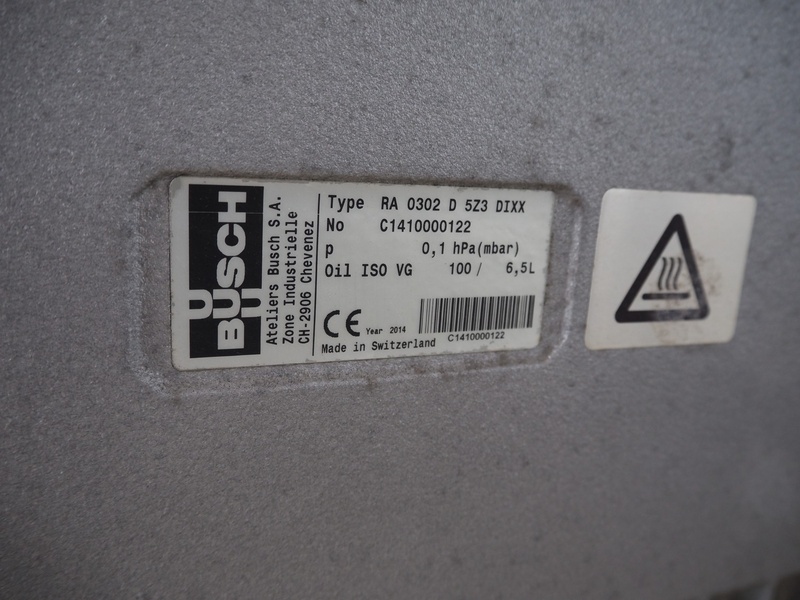 BUSCH
Ateliers Busch S.A.
Zone Industrielle
CH-2906 Chevenez
Type RA 0302 D 5Z3 DIXX
No C1410000122
p 0,1 hPa(mbar)
Oil ISO VG 100 / 6,5L
CE Year 2014
C1410000122
Made in Switzerland